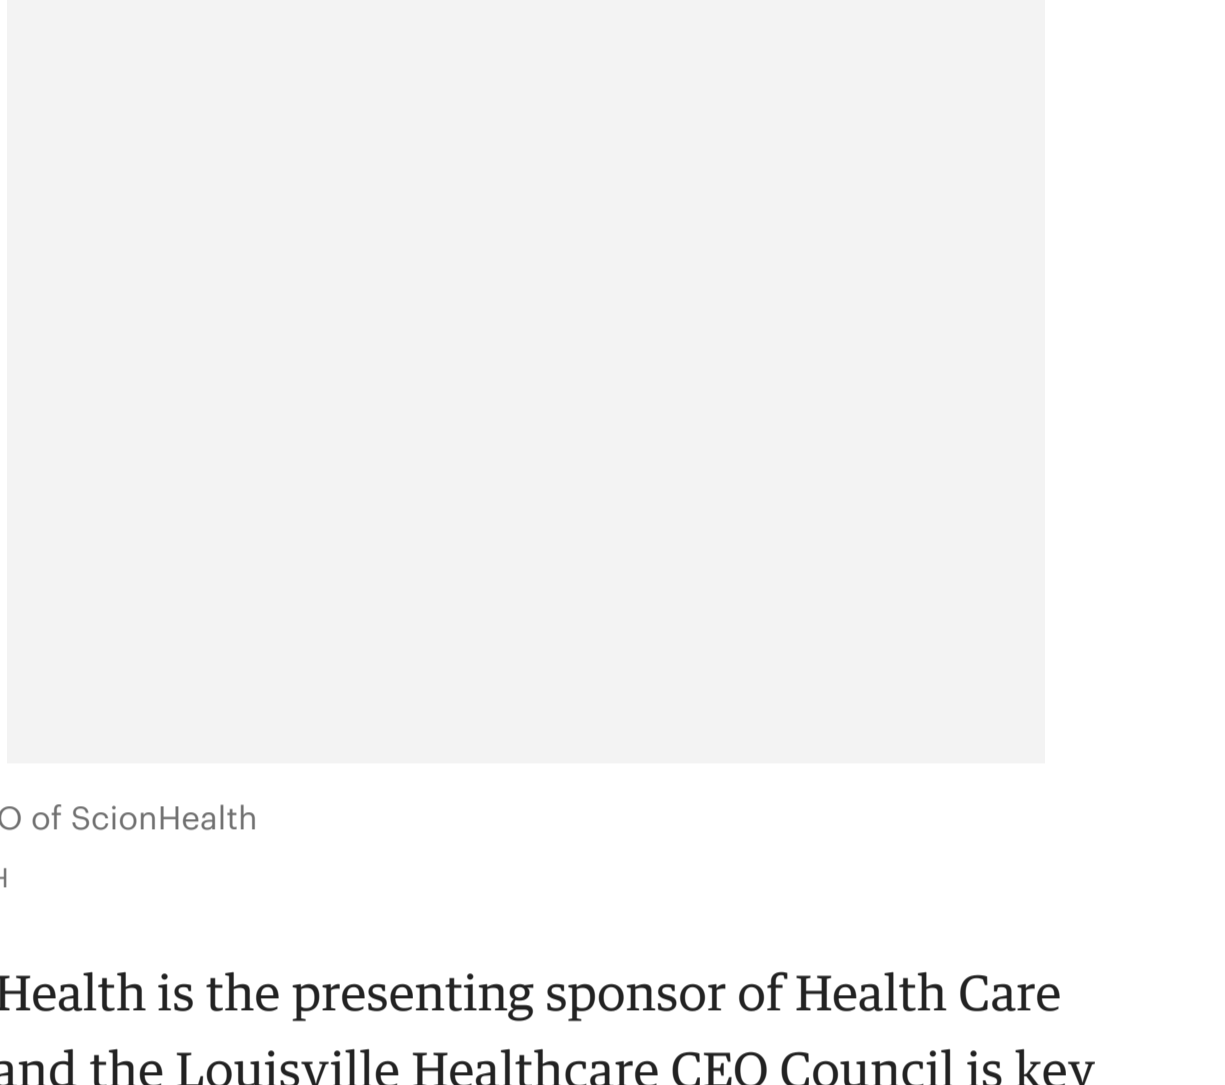 O of ScionHealth
H
Health is the presenting sponsor of Health Care
and the Louisville Healthcare CEO Council is key